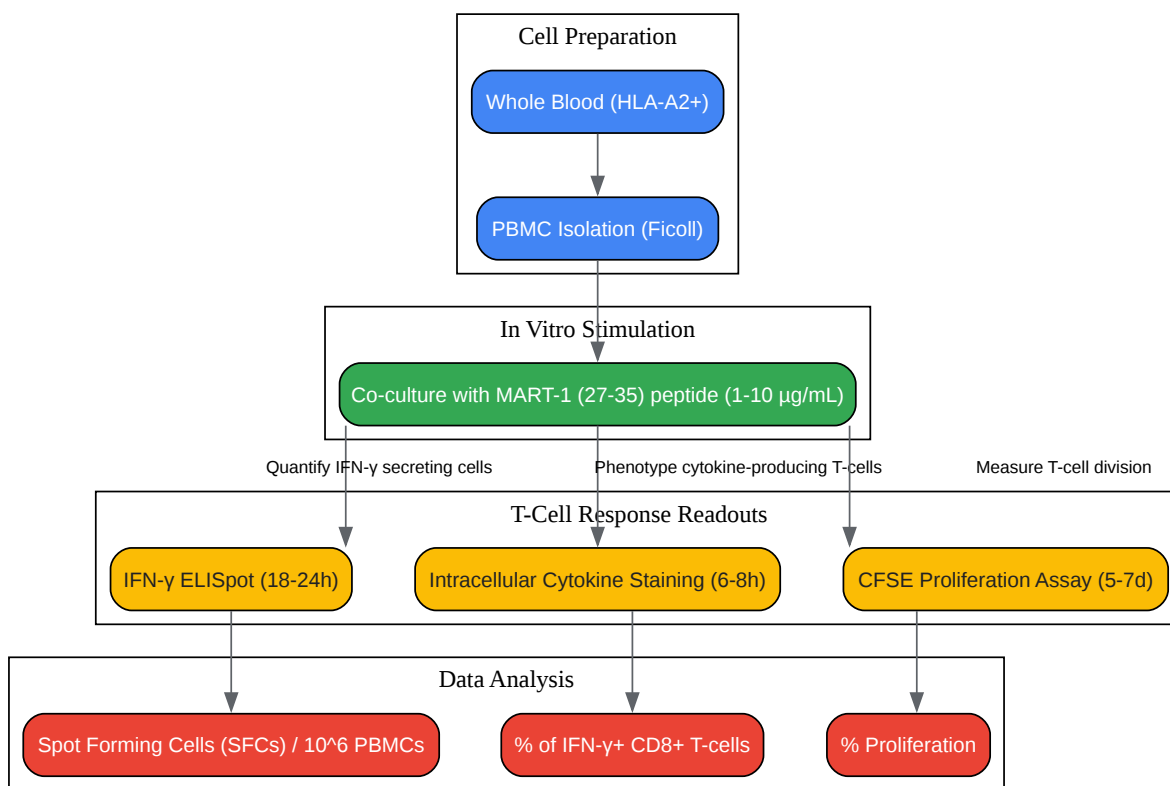 Cell Preparation
Whole Blood (HLA-A2+)
PBMC Isolation (Ficoll)
In Vitro Stimulation
Co-culture with MART-1 (27-35) peptide (1-10 µg/mL)
Quantify IFN-γ secreting cells
Phenotype cytokine-producing T-cells
Measure T-cell division
T-Cell Response Readouts
IFN-γ ELISpot (18-24h)
Intracellular Cytokine Staining (6-8h)
CFSE Proliferation Assay (5-7d)
Data Analysis
Spot Forming Cells (SFCs) / 10^6 PBMCs
% of IFN-γ+ CD8+ T-cells
% Proliferation